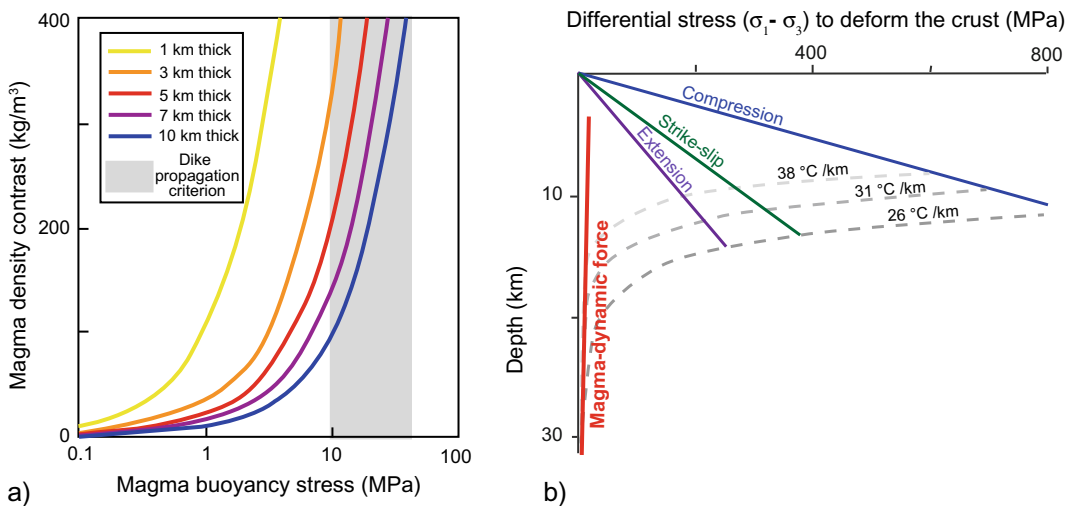 400
200
0
0.1
1
10
100
Magma density contrast (kg/m³)
Magma buoyancy stress (MPa)
1 km thick
3 km thick
5 km thick
7 km thick
10 km thick
Dike
propagation
criterion
a)
Differential stress (σ₁- σ₃) to deform the crust (MPa)
400
800
10
30
Depth (km)
Compression
Strike-slip
Extension
38 °C /km
31 °C /km
26 °C /km
Magma-dynamic force
b)